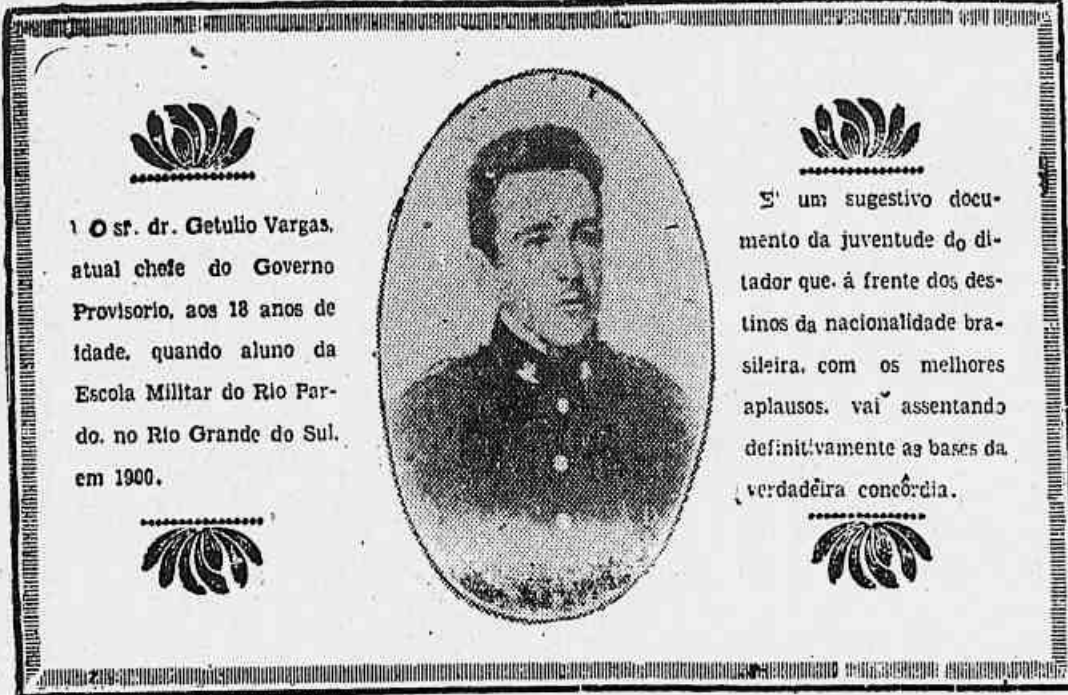 O sr. dr. Getulio Vargas,
atual chefe do Governo
Provisorio, aos 18 anos de
idade, quando aluno da
Escola Militar do Rio Par-
do, no Rio Grande do Sul,
em 1900.
E' um sugestivo docu-
mento da juventude do di-
tador que, á frente dos des-
tinos da nacionalidade bra-
sileira, com os melhores
aplausos, vai assentando
definitivamente as bases da
verdadeira concôrdia.